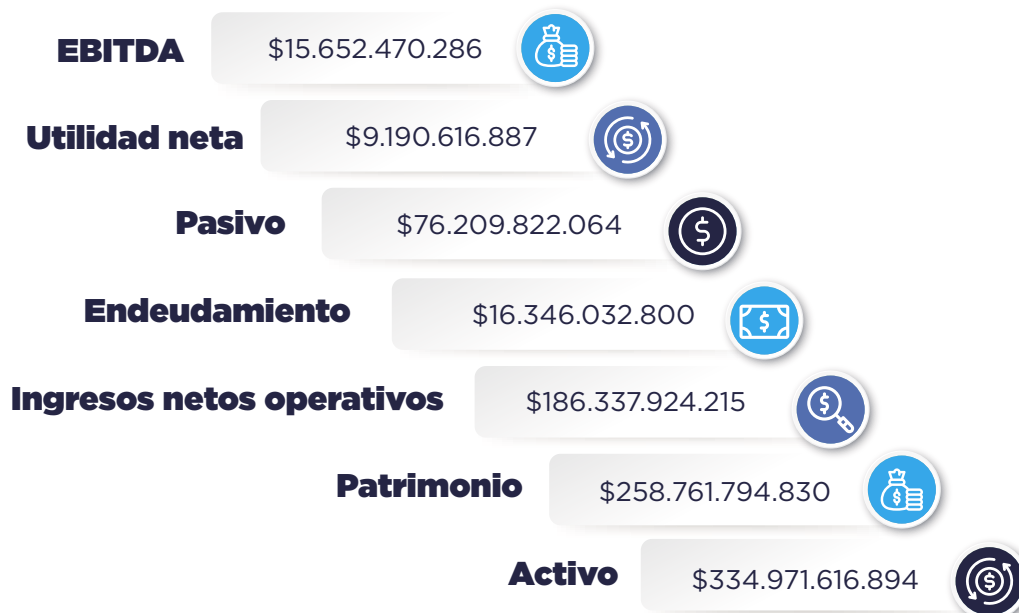 EBITDA $15.652.470.286
Utilidad neta $9.190.616.887
Pasivo $76.209.822.064
Endeudamiento $16.346.032.800
Ingresos netos operativos $186.337.924.215
Patrimonio $258.761.794.830
Activo $334.971.616.894